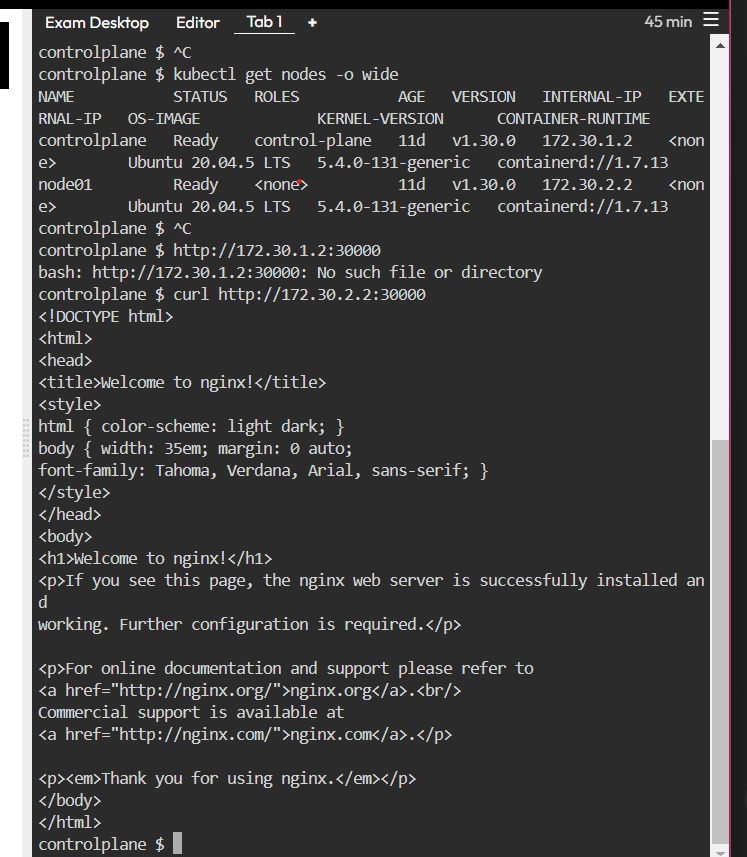 Exam Desktop Editor Tab 1 + 45 min
controlplane $ ^C
controlplane $ kubectl get nodes -o wide
NAME STATUS ROLES AGE VERSION INTERNAL-IP EXTE
RNAL-IP OS-IMAGE KERNEL-VERSION CONTAINER-RUNTIME
controlplane Ready control-plane 11d v1.30.0 172.30.1.2 <non
e> Ubuntu 20.04.5 LTS 5.4.0-131-generic containerd://1.7.13
node01 Ready <none> 11d v1.30.0 172.30.2.2 <non
e> Ubuntu 20.04.5 LTS 5.4.0-131-generic containerd://1.7.13
controlplane $ ^C
controlplane $ http://172.30.1.2:30000
bash: http://172.30.1.2:30000: No such file or directory
controlplane $ curl http://172.30.2.2:30000
<!DOCTYPE html>
<html>
<head>
<title>Welcome to nginx!</title>
<style>
html { color-scheme: light dark; }
body { width: 35em; margin: 0 auto;
font-family: Tahoma, Verdana, Arial, sans-serif; }
</style>
</head>
<body>
<h1>Welcome to nginx!</h1>
<p>If you see this page, the nginx web server is successfully installed an
d
working. Further configuration is required.</p>
<p>For online documentation and support please refer to
<a href="http://nginx.org/">nginx.org</a>.<br/>
Commercial support is available at
<a href="http://nginx.com/">nginx.com</a>.</p>
<p><em>Thank you for using nginx.</em></p>
</body>
</html>
controlplane $